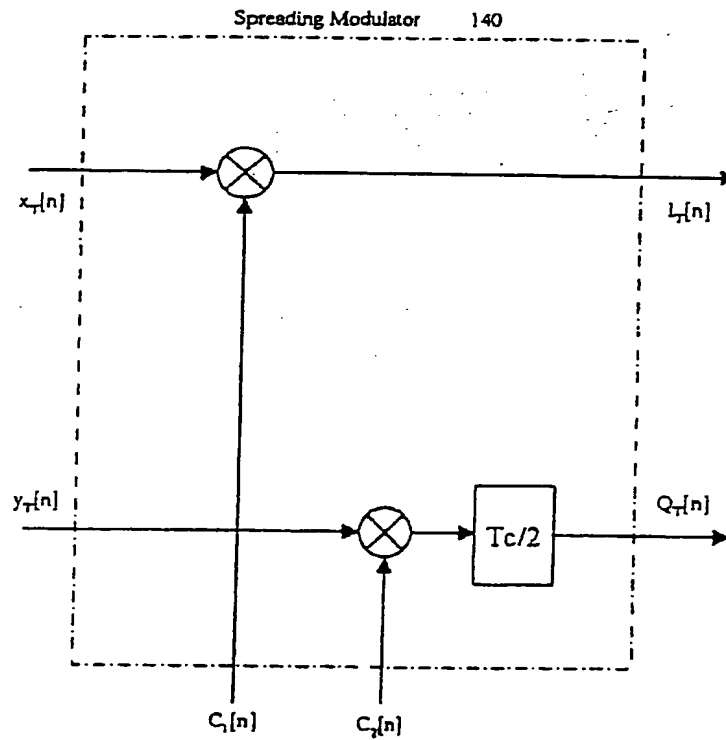 Spreading Modulator 140
x_T[n]
I_T[n]
y_T[n]
Q_T[n]
Tc/2
C_1[n]
C_2[n]